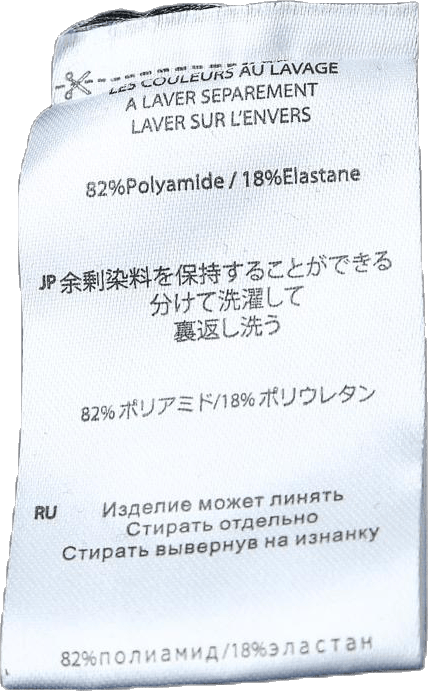 LES COULEURS AU LAVAGE
A LAVER SEPAREMENT
LAVER SUR L'ENVERS
82%Polyamide / 18%Elastane
JP 余剰染料を保持することができる
分けて洗濯して
裏返し洗う
82% ポリアミド/18% ポリウレタン
RU Изделие может линять
Стирать отдельно
Стирать вывернув на изнанку
82%полиамид/18%эластан